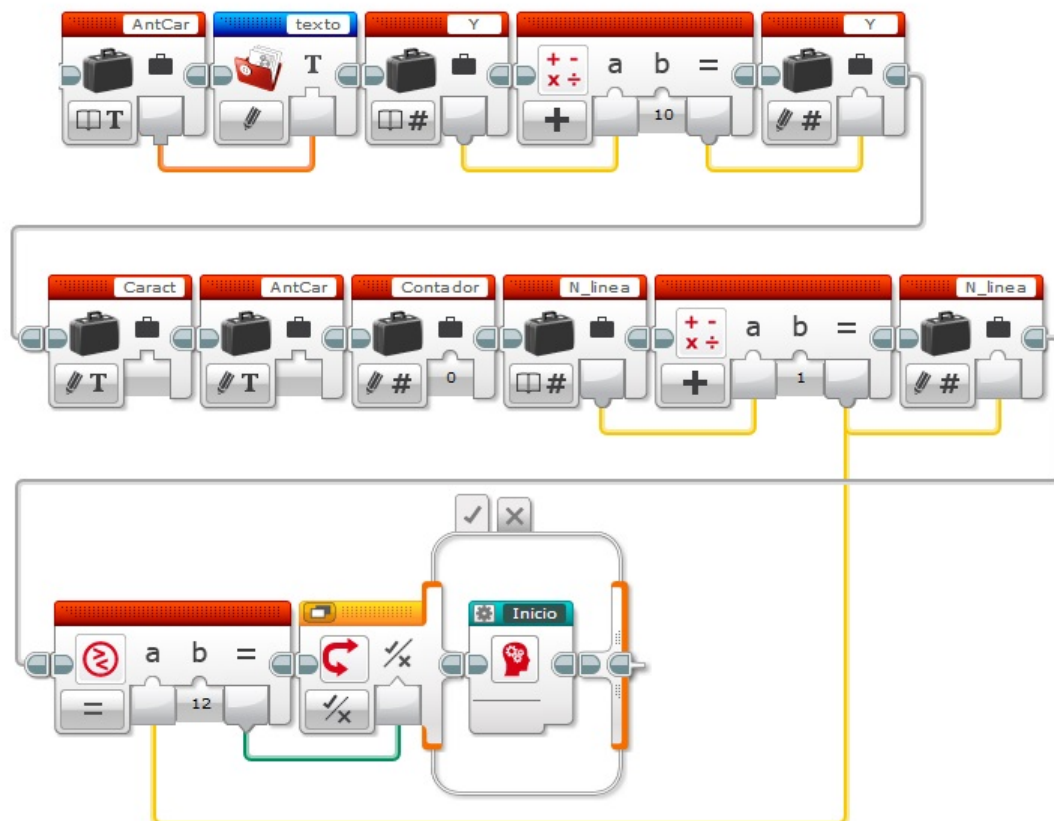 AntCar texto Y Y
T a b =
T 10 + #
#
Caract AntCar Contador N_linea N_linea
a b =
T T # 0 # + 1 #
Inicio
a b =
= 12